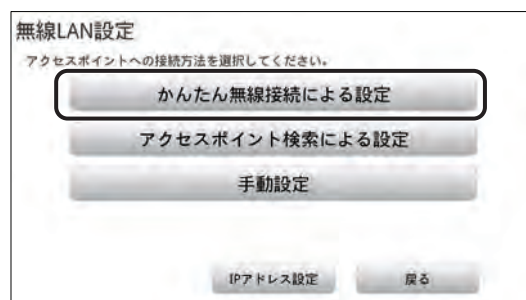 無線LAN設定
アクセスポイントへの接続方法を選択してください。
かんたん無線接続による設定
アクセスポイント検索による設定
手動設定
IPアドレス設定
戻る